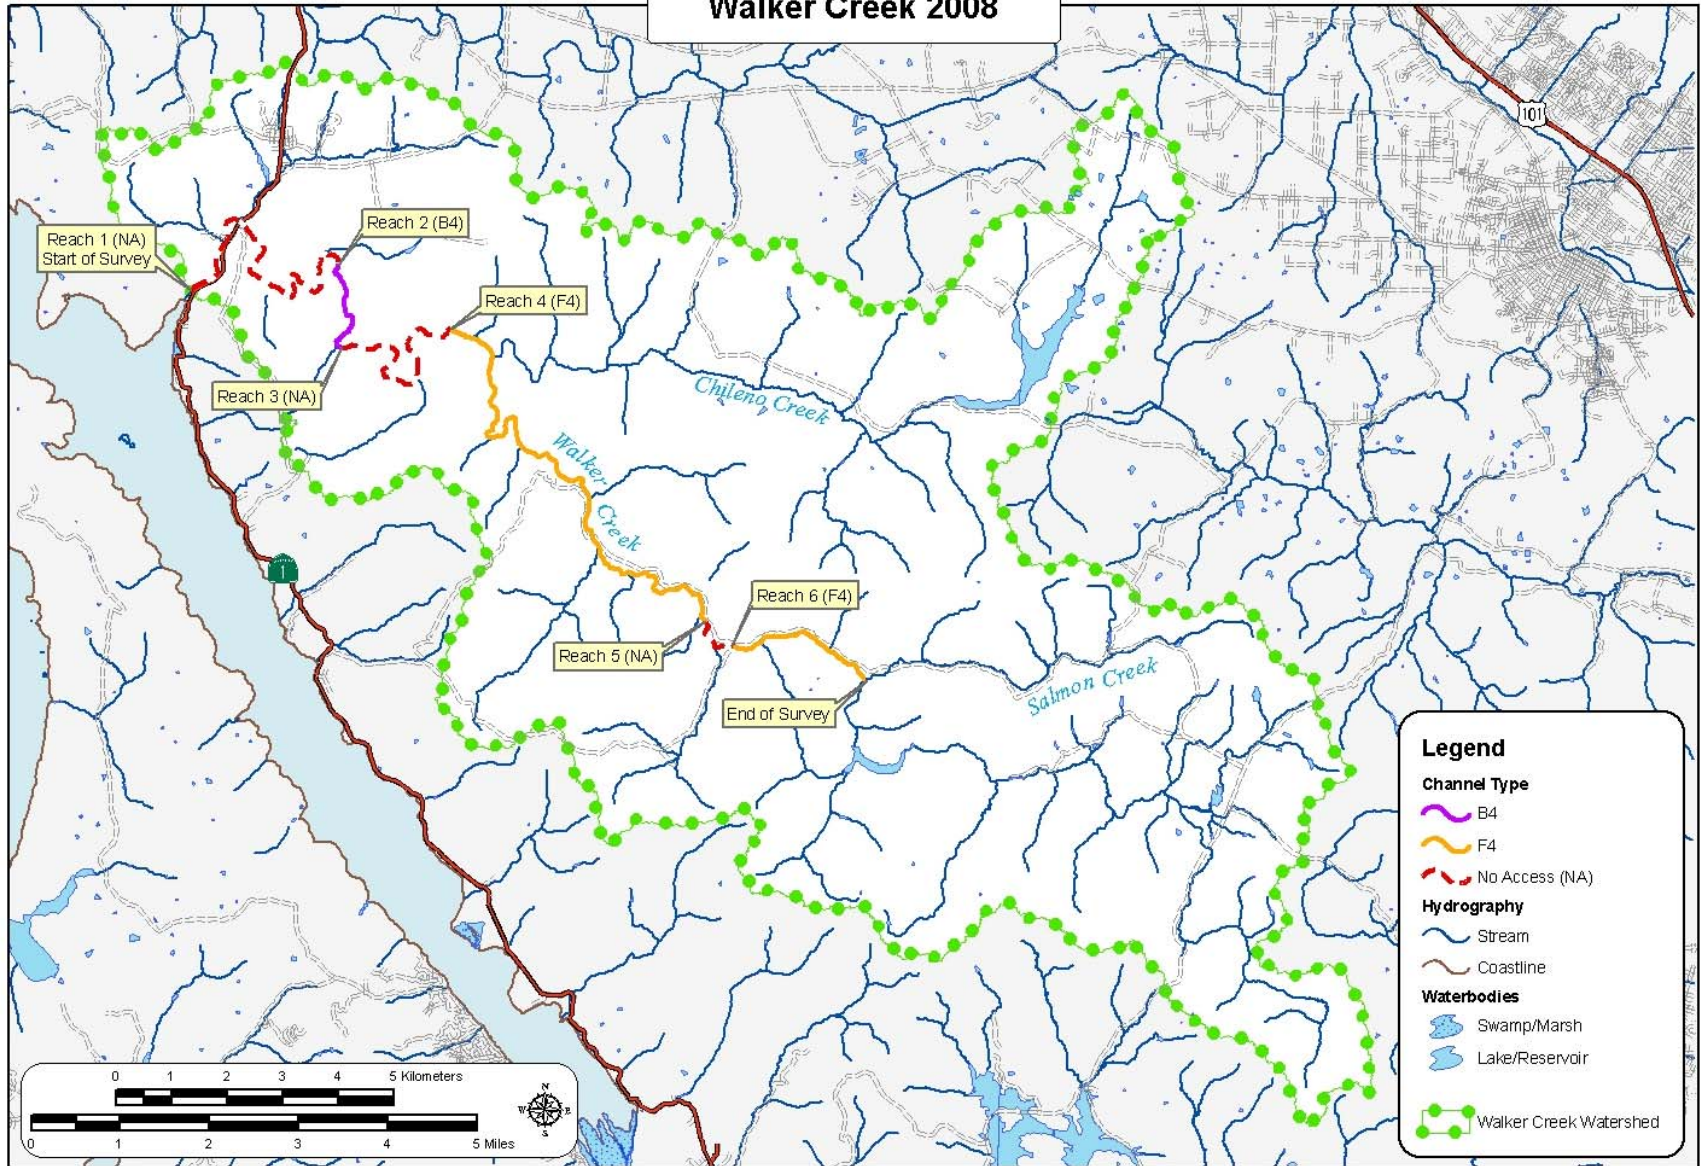 Walker Creek 2008
101
Reach 1 (NA)
Start of Survey
Reach 2 (B4)
Reach 4 (F4)
Reach 3 (NA)
Chileno Creek
Walker
Creek
1
Reach 6 (F4)
Reach 5 (NA)
End of Survey
Salmon Creek
Legend
Channel Type
B4
F4
No Access (NA)
Hydrography
Stream
Coastline
Waterbodies
Swamp/Marsh
Lake/Reservoir
Walker Creek Watershed
0 1 2 3 4 5 Kilometers
0 1 2 3 4 5 Miles
N
W E
S